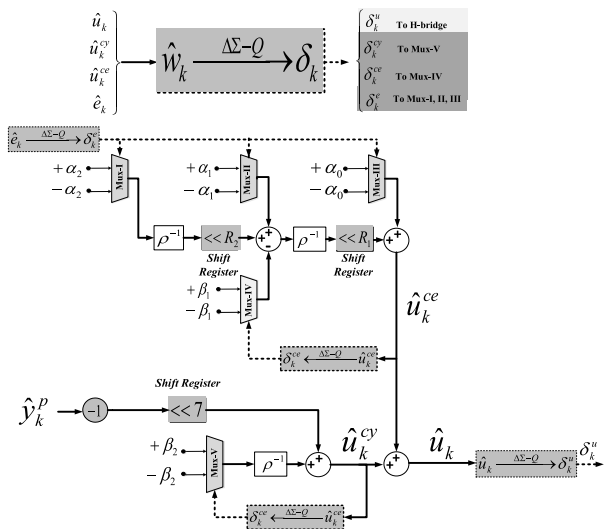 û_k
û_k^{cy}
û_k^{ce}
ê_k
ŵ_k ΔΣ−Q → δ_k
δ_k^u To H-bridge
δ_k^{cy} To Mux-V
δ_k^{ce} To Mux-IV
δ_k^e To Mux-I, II, III
ê_k ΔΣ−Q → δ_k^e
+α_2
−α_2
Mux-I
+α_1
−α_1
Mux-II
+α_0
−α_0
Mux-III
ρ^{−1}
<<R_2
Shift Register
+
+
-
ρ^{−1}
<<R_1
Shift Register
+
+
+β_1
−β_1
Mux-IV
û_k^{ce}
δ_k^{ce} ← ΔΣ−Q û_k^{ce}
Shift Register
ŷ_k^p
-1
<<7
+β_2
−β_2
Mux-V
ρ^{−1}
+
+
û_k^{cy}
+
+
û_k
û_k ΔΣ−Q → δ_k^u
δ_k^u
δ_k^{ce} ← ΔΣ−Q û_k^{ce}